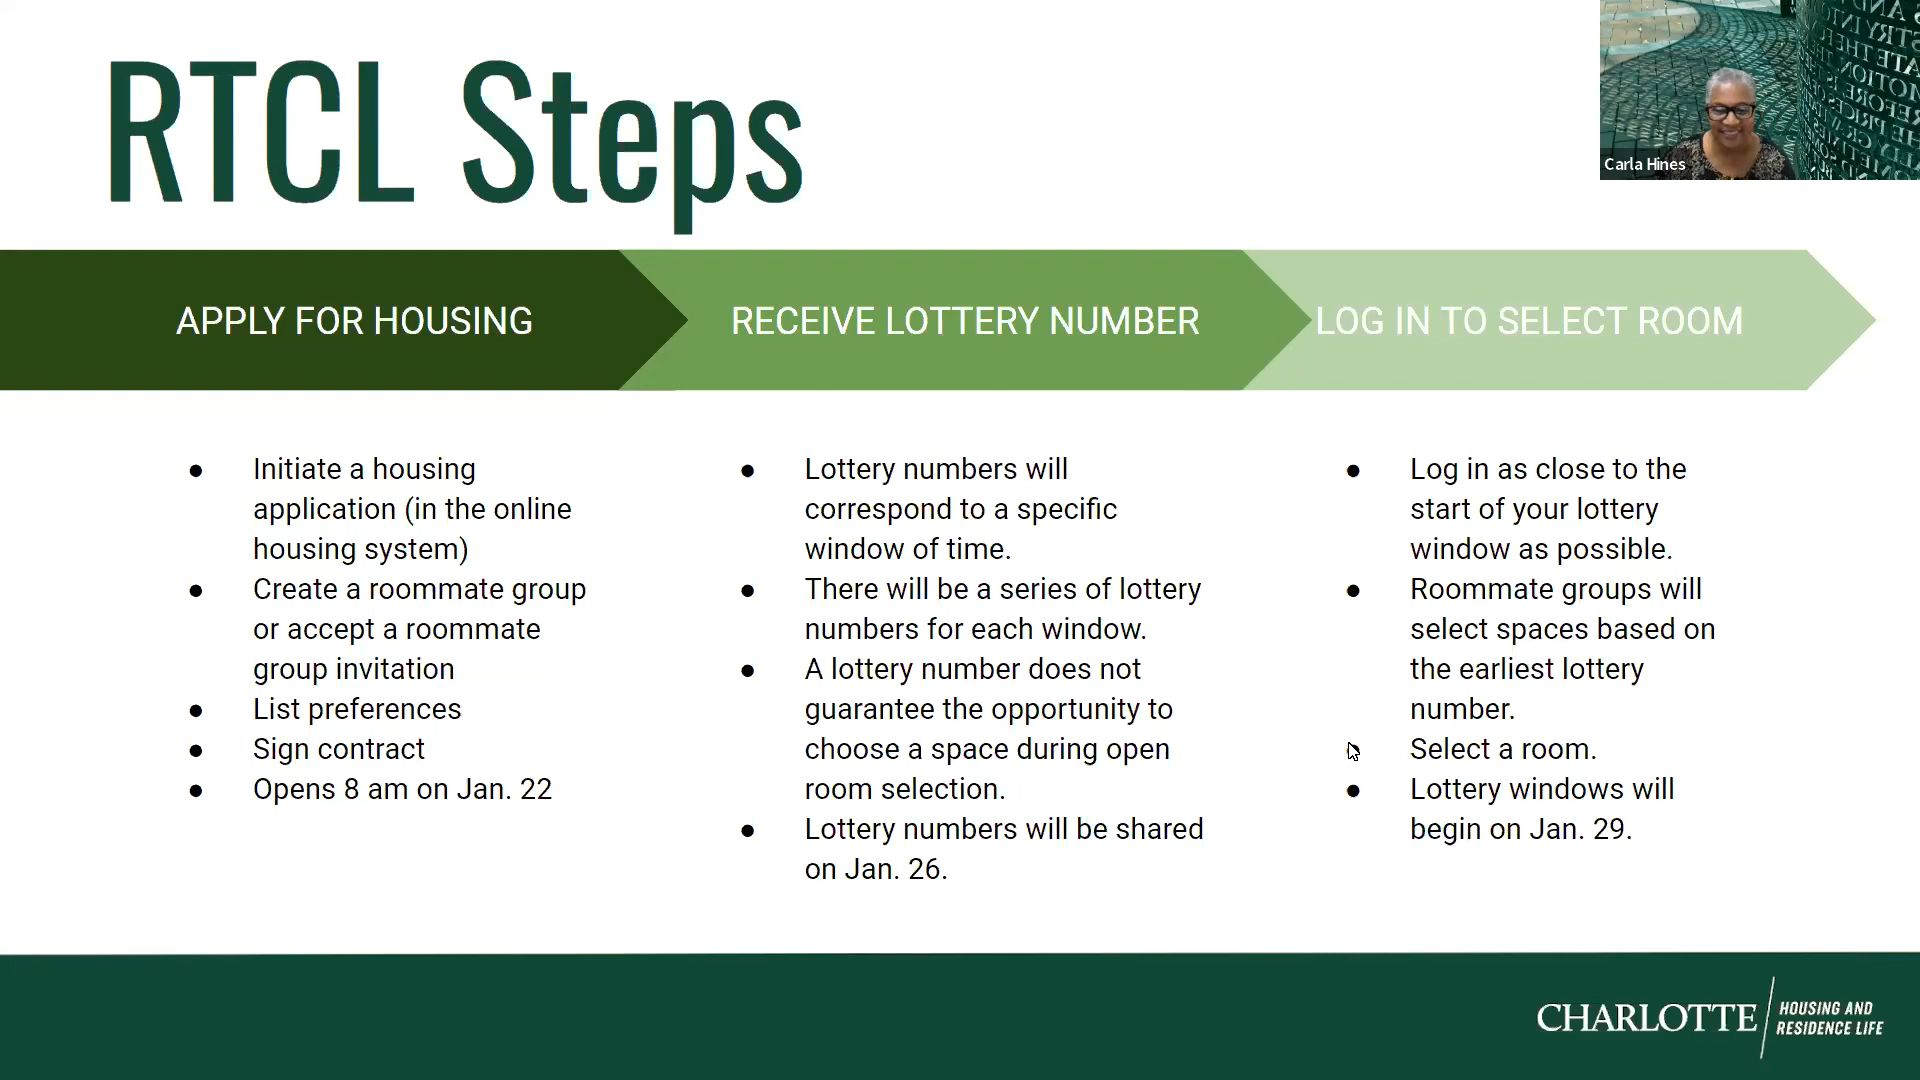 RTCL Steps
Carla Hines
APPLY FOR HOUSING
RECEIVE LOTTERY NUMBER
LOG IN TO SELECT ROOM
● Initiate a housing
application (in the online
housing system)
● Create a roommate group
or accept a roommate
group invitation
● List preferences
● Sign contract
● Opens 8 am on Jan. 22
● Lottery numbers will
correspond to a specific
window of time.
● There will be a series of lottery
numbers for each window.
● A lottery number does not
guarantee the opportunity to
choose a space during open
room selection.
● Lottery numbers will be shared
on Jan. 26.
● Log in as close to the
start of your lottery
window as possible.
● Roommate groups will
select spaces based on
the earliest lottery
number.
● Select a room.
● Lottery windows will
begin on Jan. 29.
CHARLOTTE
HOUSING AND
RESIDENCE LIFE